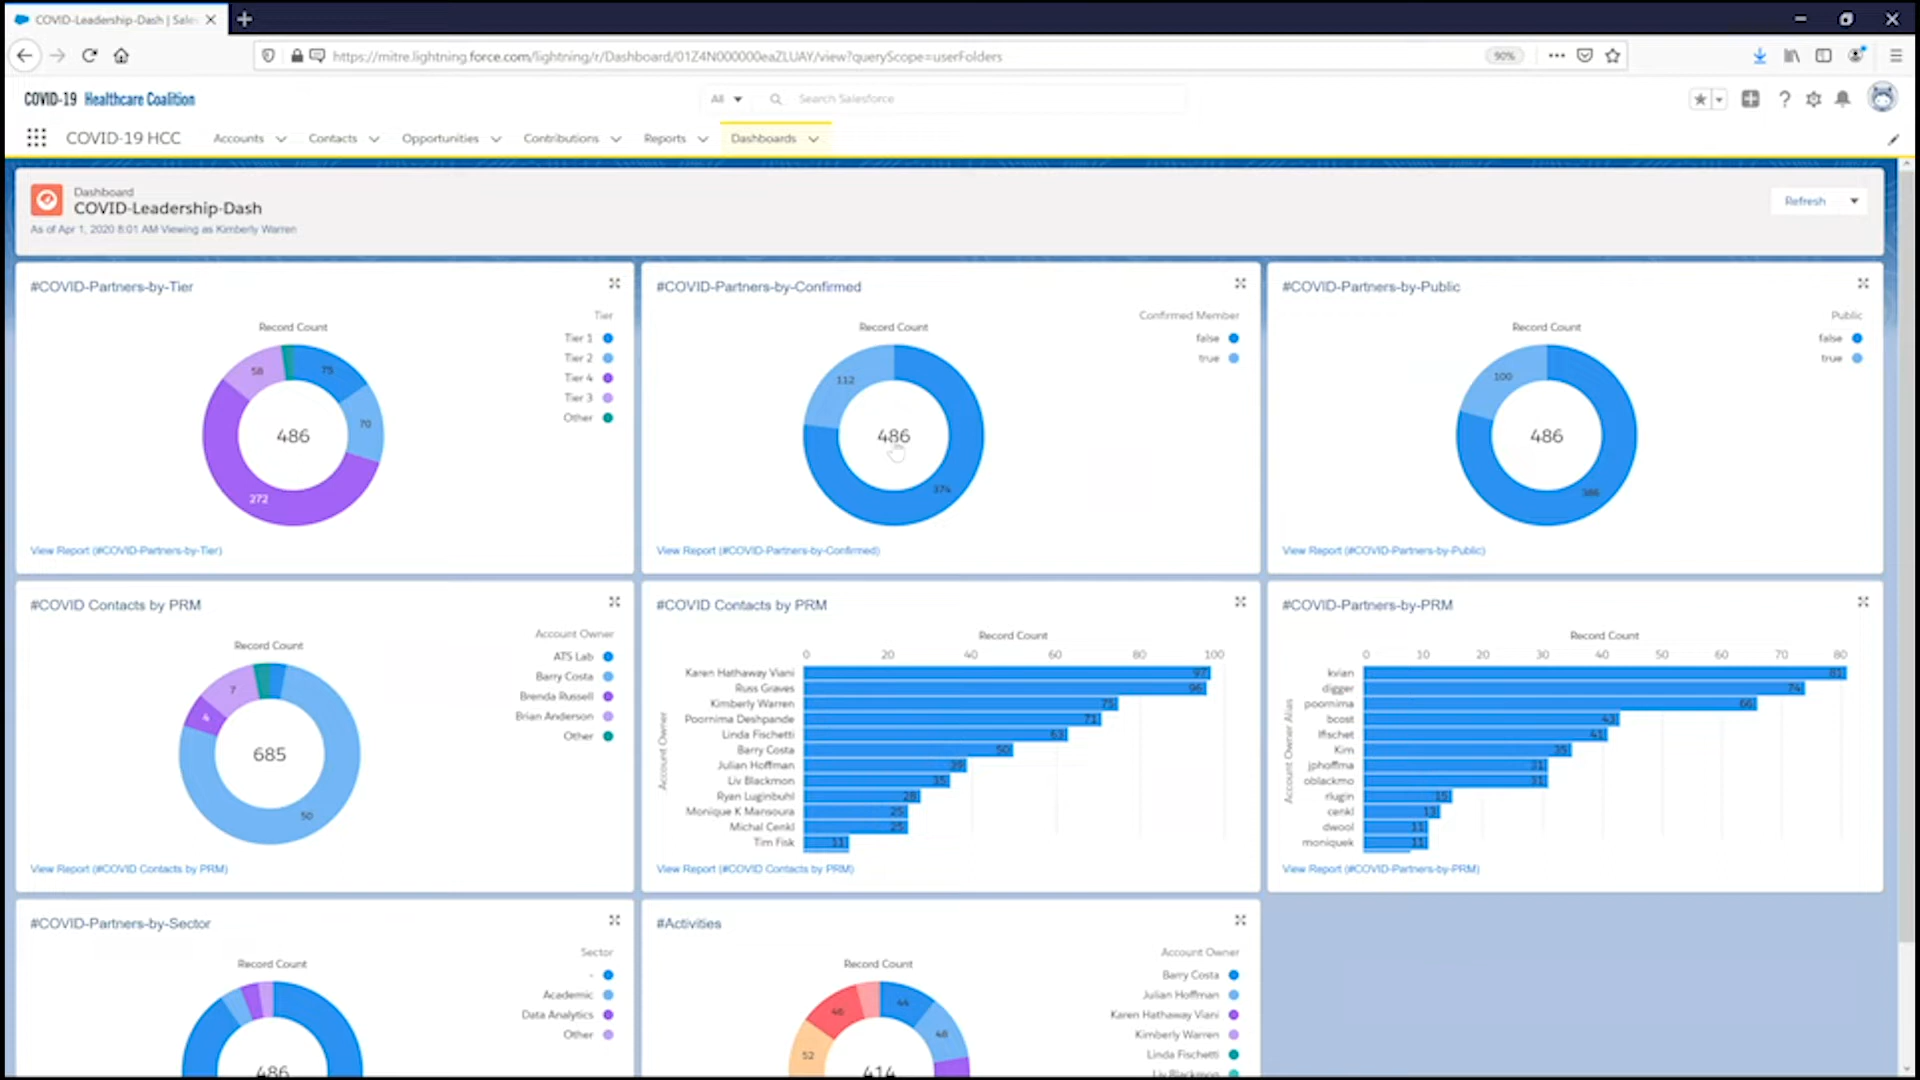 COVID-Leadership-Dash | Sales
https://mitre.lightning.force.com/lightning/r/Dashboard/01Z4N000000eaZLUAY/view?queryScope=userFolders
90%
COVID-19 Healthcare Coalition
All
Search Salesforce
COVID-19 HCC
Accounts
Contacts
Opportunities
Contributions
Reports
Dashboards
Dashboard
COVID-Leadership-Dash
As of Apr 1, 2020 8:01 AM Viewing as Kimberly Warren
Refresh
#COVID-Partners-by-Tier
Record Count
Tier
Tier 1
Tier 2
Tier 4
Tier 3
Other
58
75
70
486
272
View Report (#COVID-Partners-by-Tier)
#COVID-Partners-by-Confirmed
Record Count
Confirmed Member
false
true
112
486
374
View Report (#COVID-Partners-by-Confirmed)
#COVID-Partners-by-Public
Record Count
Public
false
true
100
486
386
View Report (#COVID-Partners-by-Public)
#COVID Contacts by PRM
Record Count
Account Owner
ATS Lab
Barry Costa
Brenda Russell
Brian Anderson
Other
7
4
685
50
View Report (#COVID Contacts by PRM)
#COVID Contacts by PRM
Record Count
0 20 40 60 80 100
Account Owner
Karen Hathaway Viani 97
Russ Graves 96
Kimberly Warren 75
Poornima Deshpande 71
Linda Fischetti 63
Barry Costa 50
Julian Hoffman 39
Liv Blackmon 35
Ryan Luginbuhl 28
Monique K Mansoura 25
Michal Cenkl 25
Tim Fisk 11
View Report (#COVID Contacts by PRM)
#COVID-Partners-by-PRM
Record Count
0 10 20 30 40 50 60 70 80
Account Owner Alias
kvian 81
digger 74
poornima 66
bcost 43
lfischet 41
Kim 35
jphoffma 31
oblackmo 31
rlugin 15
cenkl 13
dwool 11
moniquek 11
View Report (#COVID-Partners-by-PRM)
#COVID-Partners-by-Sector
Record Count
Sector
-
Academic
Data Analytics
Other
486
#Activities
Record Count
Account Owner
Barry Costa
Julian Hoffman
Karen Hathaway Viani
Kimberly Warren
Linda Fischetti
Liv Blackmon
46
44
48
52
414